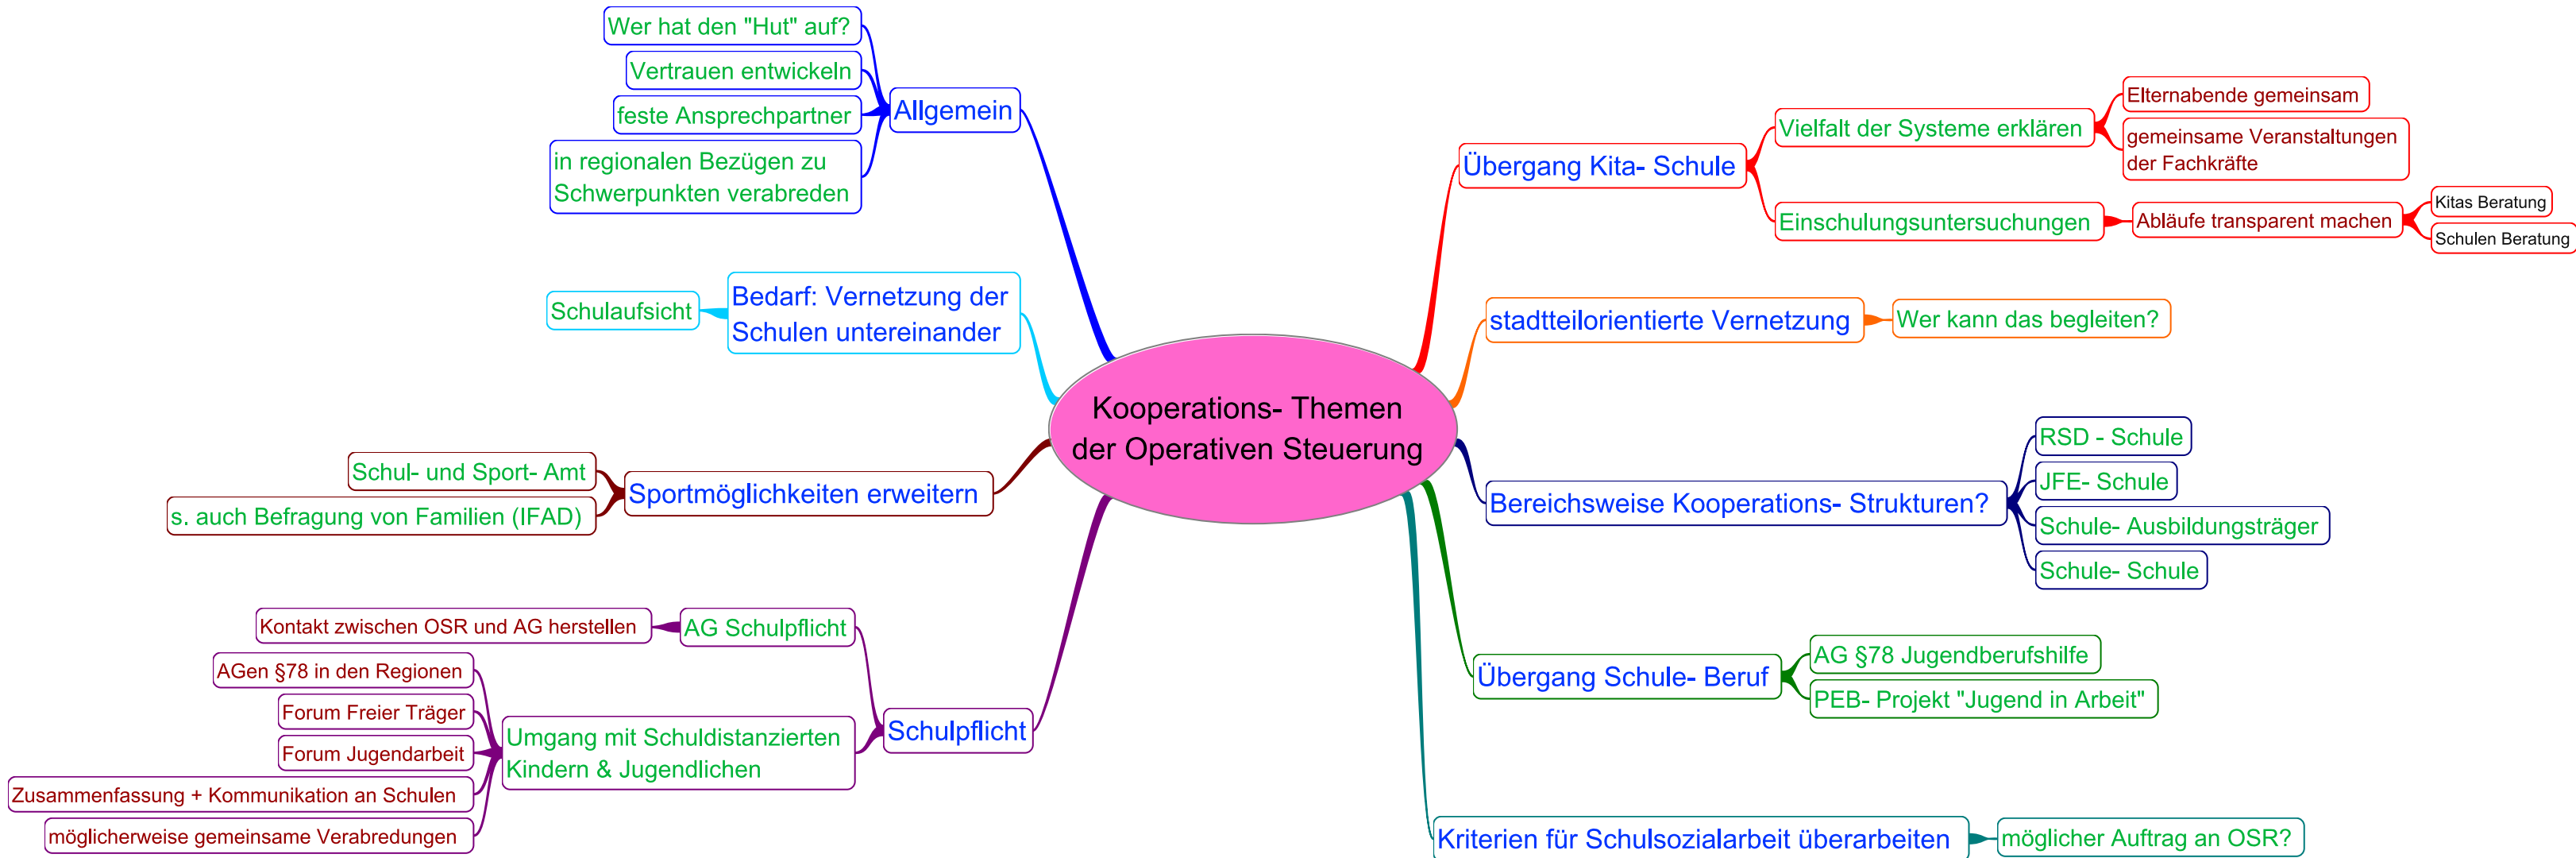 Kooperations- Themen
der Operativen Steuerung
Übergang Kita- Schule
Vielfalt der Systeme erklären
Elternabende gemeinsam
gemeinsame Veranstaltungen
der Fachkräfte
Einschulungsuntersuchungen
Abläufe transparent machen
Kitas Beratung
Schulen Beratung
stadtteilorientierte Vernetzung
Wer kann das begleiten?
Bereichsweise Kooperations- Strukturen?
RSD - Schule
JFE- Schule
Schule- Ausbildungsträger
Schule- Schule
Übergang Schule- Beruf
AG §78 Jugendberufshilfe
PEB- Projekt "Jugend in Arbeit"
Kriterien für Schulsozialarbeit überarbeiten
möglicher Auftrag an OSR?
Allgemein
Wer hat den "Hut" auf?
Vertrauen entwickeln
feste Ansprechpartner
in regionalen Bezügen zu
Schwerpunkten verabreden
Bedarf: Vernetzung der
Schulen untereinander
Schulaufsicht
Sportmöglichkeiten erweitern
Schul- und Sport- Amt
s. auch Befragung von Familien (IFAD)
Schulpflicht
AG Schulpflicht
Kontakt zwischen OSR und AG herstellen
Umgang mit Schuldistanzierten
Kindern & Jugendlichen
AGen §78 in den Regionen
Forum Freier Träger
Forum Jugendarbeit
Zusammenfassung + Kommunikation an Schulen
möglicherweise gemeinsame Verabredungen